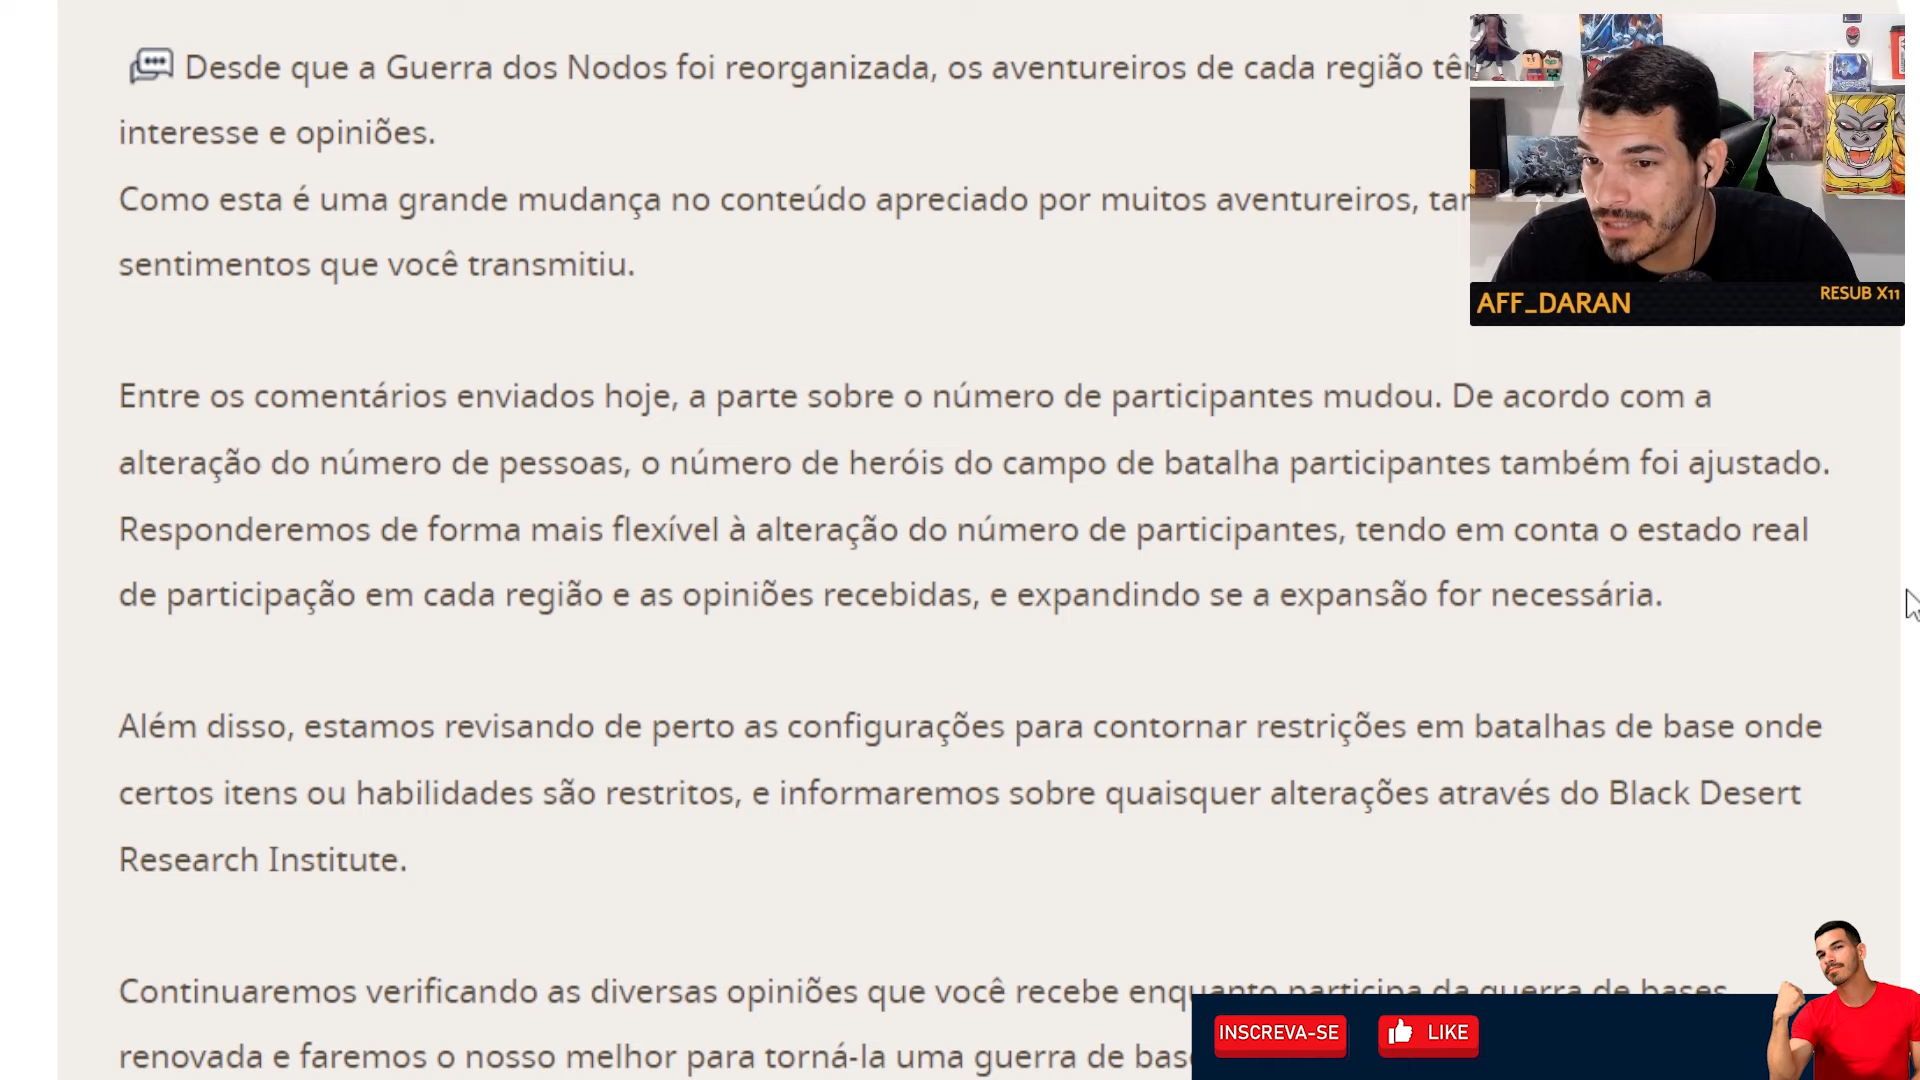 Desde que a Guerra dos Nodos foi reorganizada, os aventureiros de cada região
interesse e opiniões.
Como esta é uma grande mudança no conteúdo apreciado por muitos aventureiros,
sentimentos que você transmitiu.
AFF_DARAN
RESUB X11
Entre os comentários enviados hoje, a parte sobre o número de participantes mudou. De acordo com a
alteração do número de pessoas, o número de heróis do campo de batalha participantes também foi ajustado.
Responderemos de forma mais flexível à alteração do número de participantes, tendo em conta o estado real
de participação em cada região e as opiniões recebidas, e expandindo se a expansão for necessária.
Além disso, estamos revisando de perto as configurações para contornar restrições em batalhas de base onde
certos itens ou habilidades são restritos, e informaremos sobre quaisquer alterações através do Black Desert
Research Institute.
Continuaremos verificando as diversas opiniões que você recebe enquanto participa da guerra de bases
renovada e faremos o nosso melhor para torná-la uma guerra de
INSCREVA-SE
LIKE